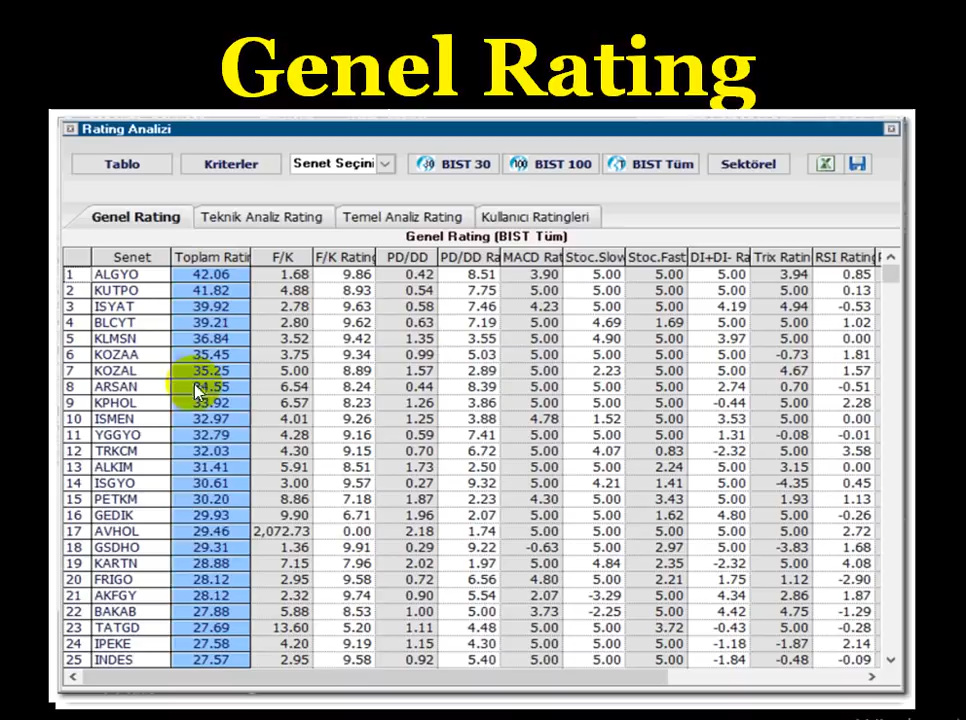 Genel Rating
Rating Analizi
Tablo Kriterler Senet Seçini BIST 30 BIST 100 BIST Tüm Sektörel
Genel Rating Teknik Analiz Rating Temel Analiz Rating Kullanıcı Ratingleri
Genel Rating (BIST Tüm)
Senet Toplam Ratin F/K F/K Rating PD/DD PD/DD Ra MACD Rat Stoc.Slow Stoc.Fast DI+DI- Ra Trix Ratin RSI Rating
1 ALGYO 42.06 1.68 9.86 0.42 8.51 3.90 5.00 5.00 5.00 3.94 0.85
2 KUTPO 41.82 4.88 8.93 0.54 7.75 5.00 5.00 5.00 5.00 5.00 0.13
3 ISYAT 39.92 2.78 9.63 0.58 7.46 4.23 5.00 5.00 4.19 4.94 -0.53
4 BLCYT 39.21 2.80 9.62 0.63 7.19 5.00 4.69 1.69 5.00 5.00 1.02
5 KLMSN 36.84 3.52 9.42 1.35 3.55 5.00 4.90 5.00 3.97 5.00 0.00
6 KOZAA 35.45 3.75 9.34 0.99 5.03 5.00 5.00 5.00 5.00 -0.73 1.81
7 KOZAL 35.25 5.00 8.89 1.57 2.89 5.00 2.23 5.00 5.00 4.67 1.57
8 ARSAN 34.55 6.54 8.24 0.44 8.39 5.00 5.00 5.00 2.74 0.70 -0.51
9 KPHOL 33.92 6.57 8.23 1.26 3.86 5.00 5.00 5.00 -0.44 5.00 2.28
10 ISMEN 32.97 4.01 9.26 1.25 3.88 4.78 1.52 5.00 3.53 5.00 0.00
11 YGGYO 32.79 4.28 9.16 0.59 7.41 5.00 5.00 5.00 1.31 -0.08 -0.01
12 TRKCM 32.03 4.30 9.15 0.70 6.72 5.00 4.07 0.83 -2.32 5.00 3.58
13 ALKIM 31.41 5.91 8.51 1.73 2.50 5.00 5.00 2.24 5.00 3.15 0.00
14 ISGYO 30.61 3.00 9.57 0.27 9.32 5.00 4.21 1.41 5.00 -4.35 0.45
15 PETKM 30.20 8.86 7.18 1.87 2.23 4.30 5.00 3.43 5.00 1.93 1.13
16 GEDIK 29.93 9.90 6.71 1.96 2.07 5.00 5.00 1.62 4.80 5.00 -0.26
17 AVHOL 29.46 2,072.73 0.00 2.18 1.74 5.00 5.00 5.00 5.00 5.00 2.72
18 GSDHO 29.31 1.36 9.91 0.29 9.22 -0.63 5.00 2.97 5.00 -3.83 1.68
19 KARTN 28.88 7.15 7.96 2.02 1.97 5.00 4.84 2.35 -2.32 5.00 4.08
20 FRIGO 28.12 2.95 9.58 0.72 6.56 4.80 5.00 2.21 1.75 1.12 -2.90
21 AKFGY 28.12 2.32 9.74 0.90 5.54 2.07 -3.29 5.00 4.34 2.86 1.87
22 BAKAB 27.88 5.88 8.53 1.00 5.00 3.73 -2.25 5.00 4.42 4.75 -1.29
23 TATGD 27.69 13.60 5.20 1.11 4.48 5.00 5.00 3.72 -0.43 5.00 -0.28
24 IPEKE 27.58 4.20 9.19 1.15 4.30 5.00 5.00 5.00 -1.18 -1.87 2.14
25 INDES 27.57 2.95 9.58 0.92 5.40 5.00 5.00 5.00 -1.84 -0.48 -0.09